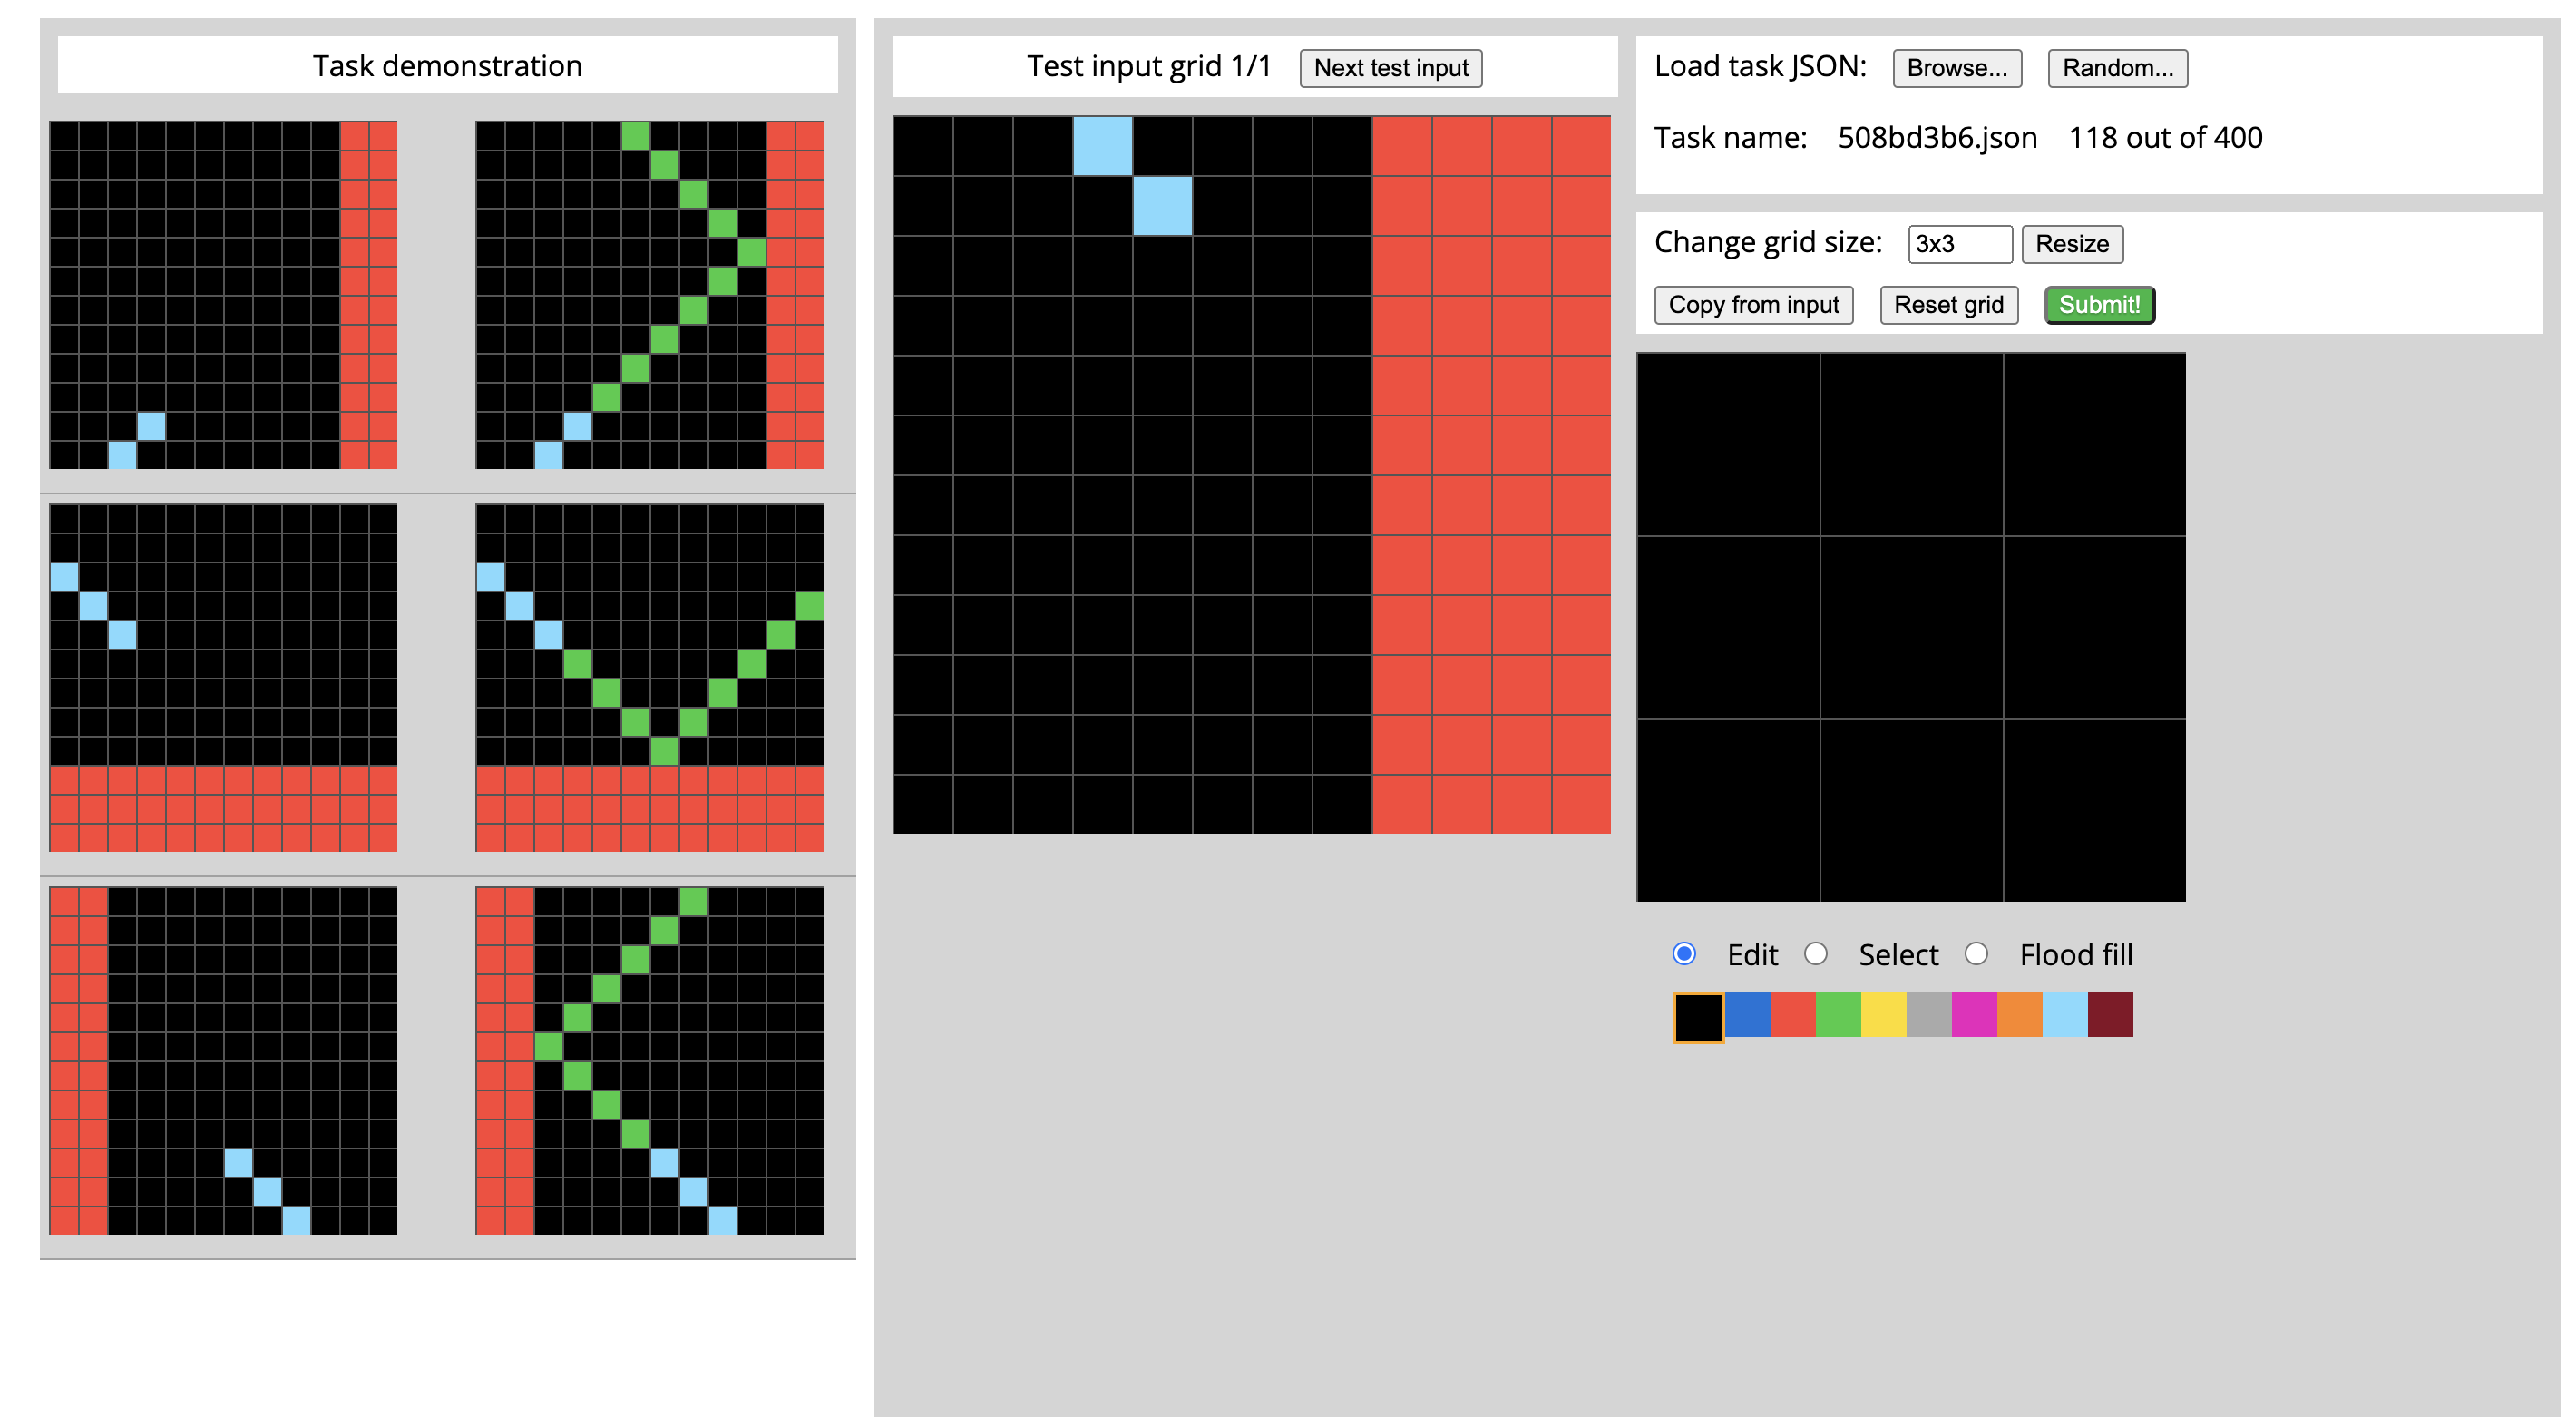 Task demonstration
Test input grid 1/1 Next test input
Load task JSON: Browse... Random...
Task name: 508bd3b6.json 118 out of 400
Change grid size: 3x3 Resize
Copy from input Reset grid Submit!
Edit Select Flood fill